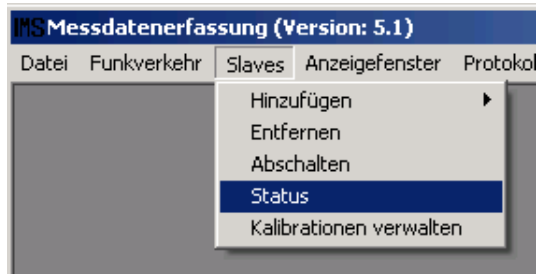 IMS Messdatenerfassung (Version: 5.1)
Datei Funkverkehr Slaves Anzeigefenster Protokol
Hinzufügen
Entfernen
Abschalten
Status
Kalibrationen verwalten